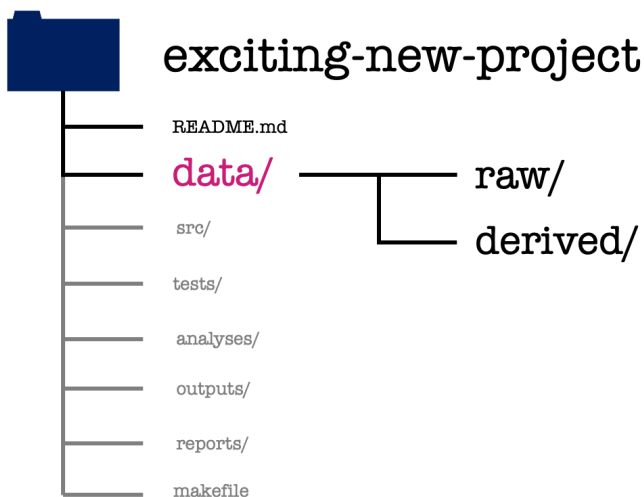 exciting-new-project
README.md
data/
raw/
derived/
src/
tests/
analyses/
outputs/
reports/
makefile